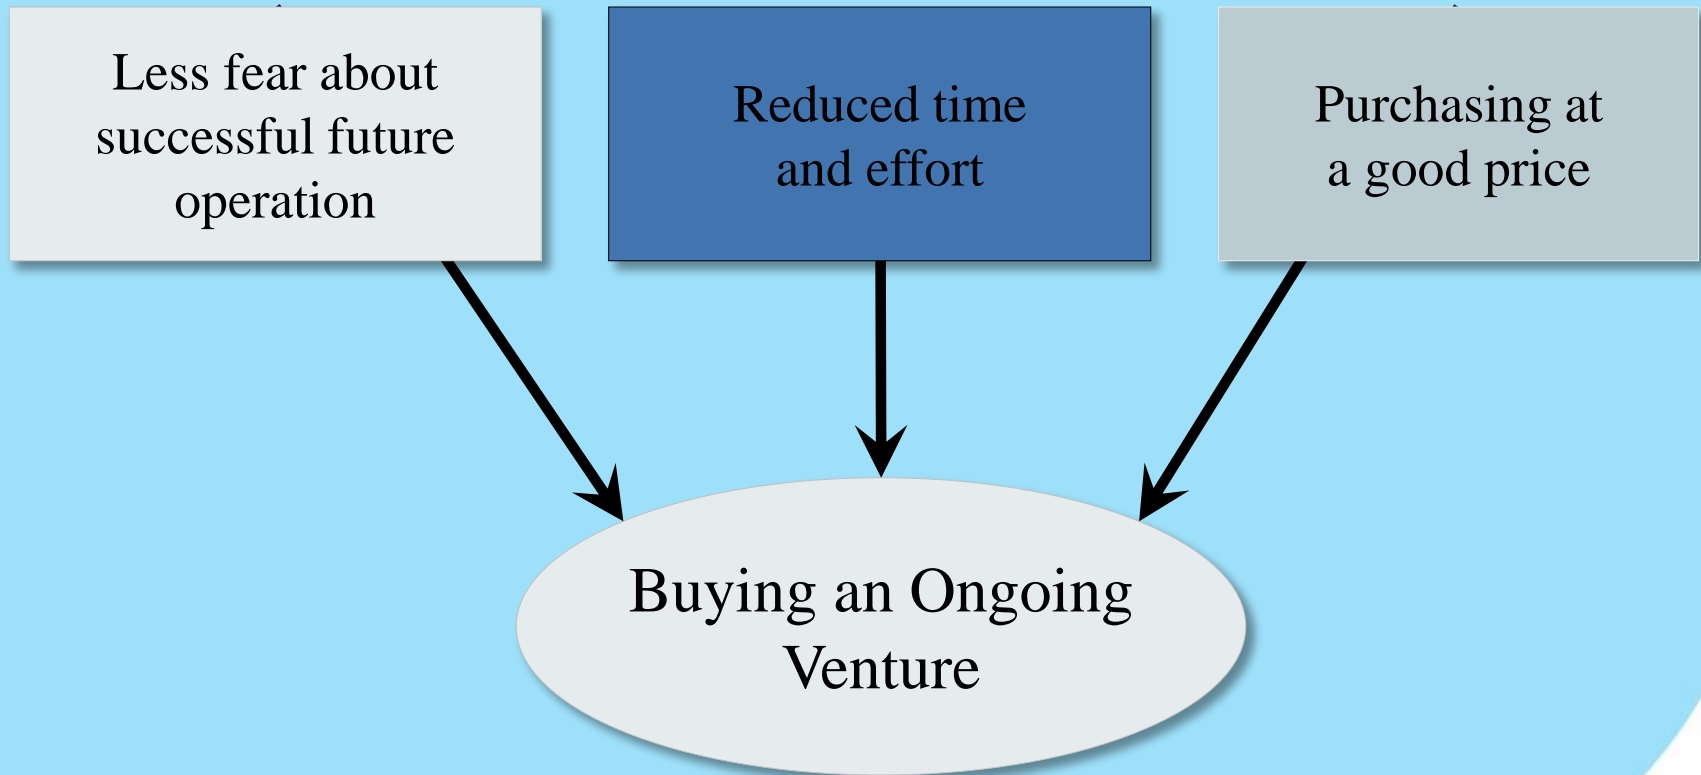 Less fear about
successful future
operation
Reduced time
and effort
Purchasing at
a good price
Buying an Ongoing
Venture